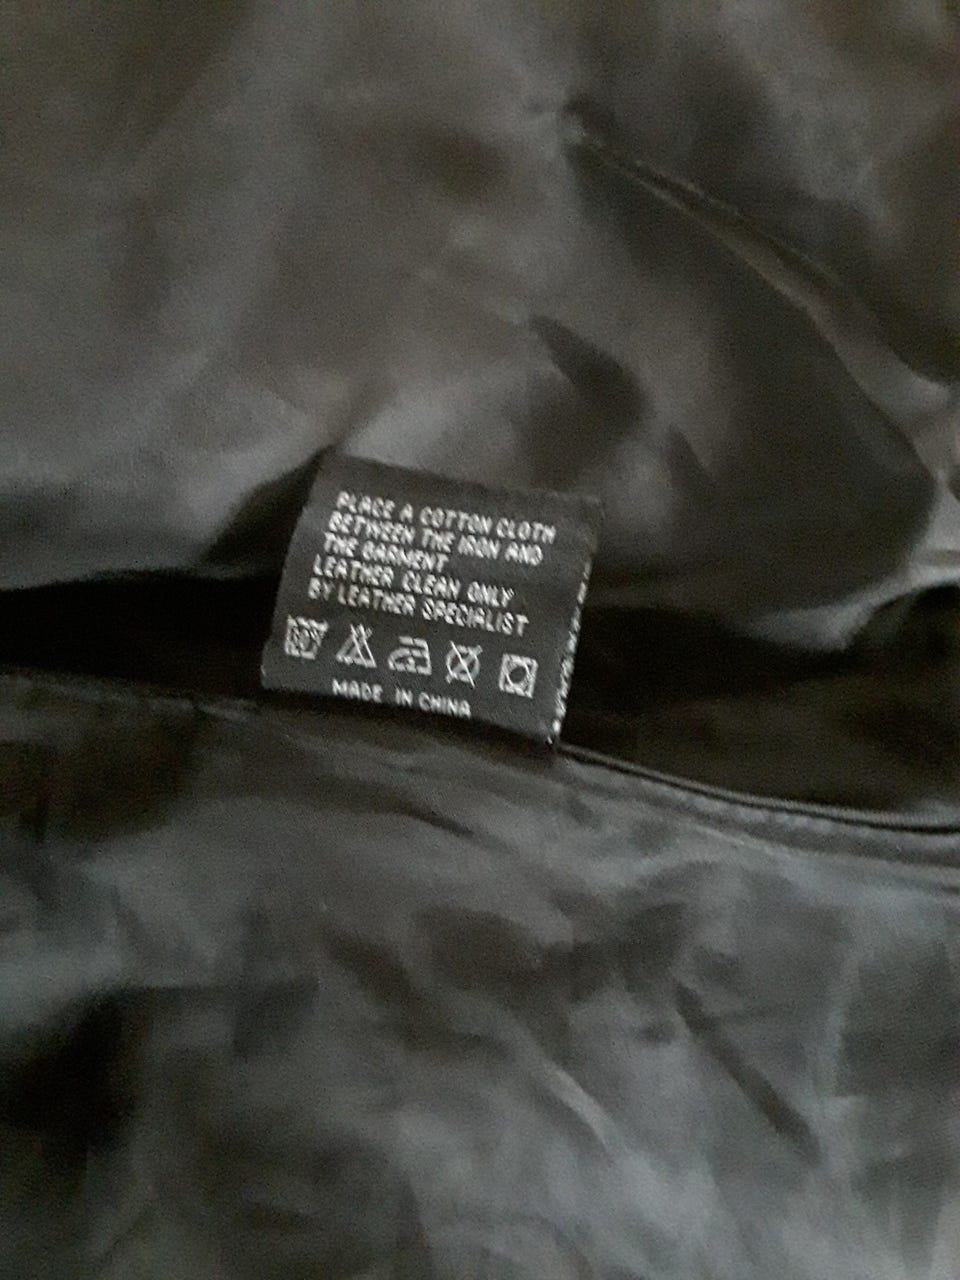 PLACE A COTTON CLOTH
BETWEEN THE IRON AND
THE GARMENT
LEATHER CLEAN ONLY
BY LEATHER SPECIALIST
MADE IN CHINA